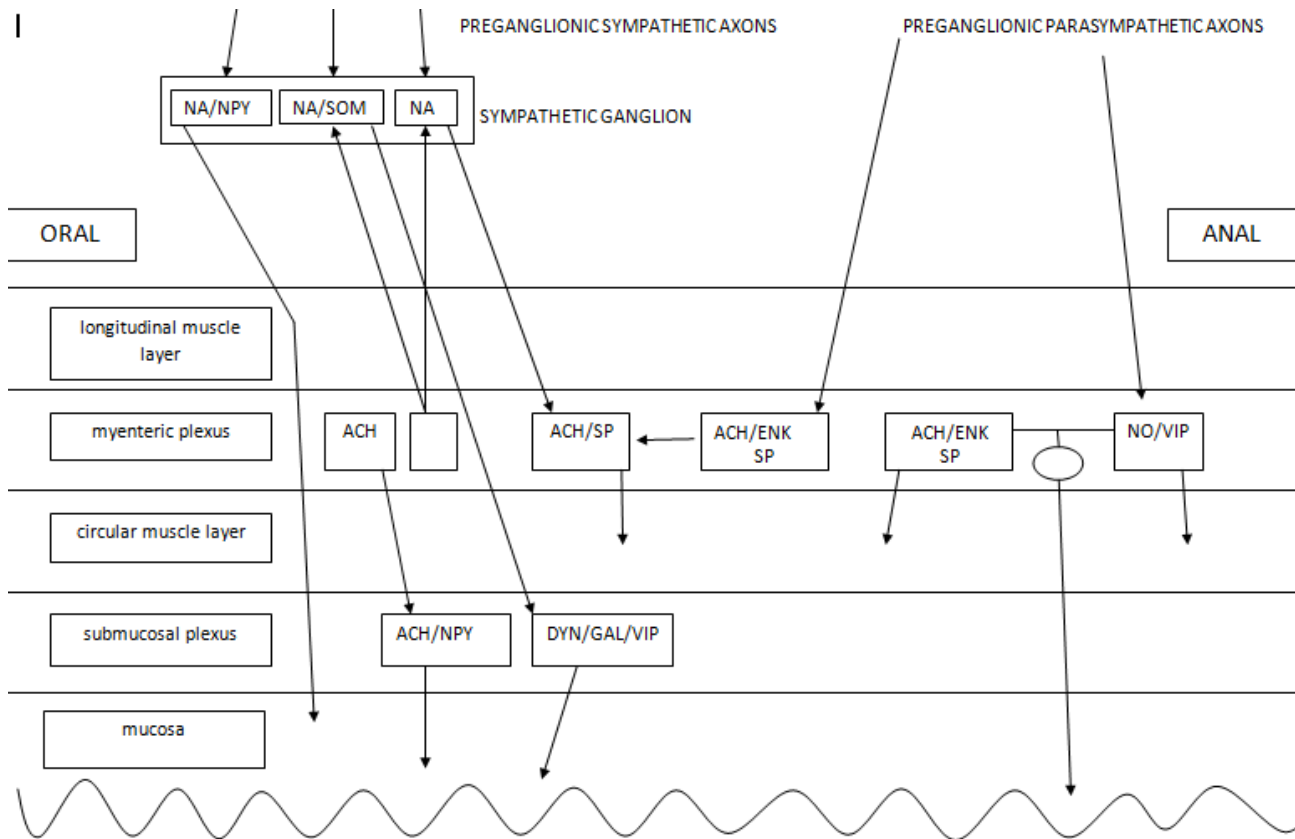 I
PREGANGLIONIC SYMPATHETIC AXONS
PREGANGLIONIC PARASYMPATHETIC AXONS
NA/NPY
NA/SOM
NA
SYMPATHETIC GANGLION
ORAL
ANAL
longitudinal muscle
layer
myenteric plexus
ACH
ACH/SP
ACH/ENK
SP
ACH/ENK
SP
NO/VIP
circular muscle layer
submucosal plexus
ACH/NPY
DYN/GAL/VIP
mucosa